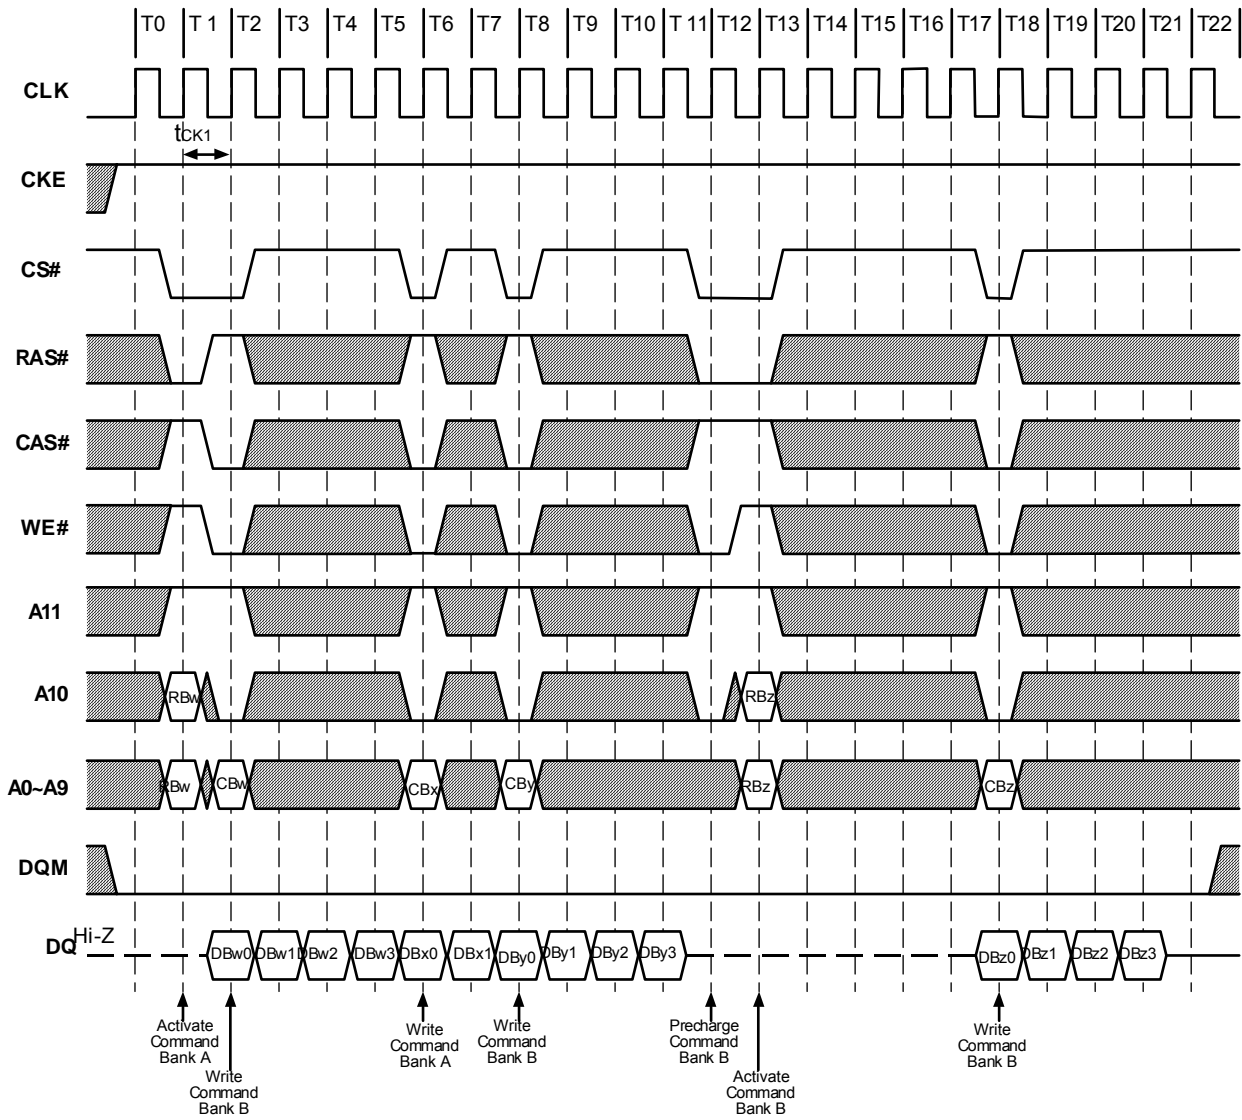 T0 T 1 T2 T3 T4 T5 T6 T7 T8 T9 T10 T 11 T12 T13 T14 T15 T16 T17 T18 T19 T20 T21 T22
CLK
tCK1
CKE
CS#
RAS#
CAS#
WE#
A11
A10
RBw RBz
A0~A9
RBw CBw CBx CBy RBz CBz
DQM
DQ Hi-Z
DBw0 DBw1 DBw2 DBw3 DBx0 DBx1 DBy0 DBy1 DBy2 DBy3 DBz0 DBz1 DBz2 DBz3
Activate
Command
Bank A
Write
Command
Bank B
Write
Command
Bank A
Write
Command
Bank B
Precharge
Command
Bank B
Activate
Command
Bank B
Write
Command
Bank B